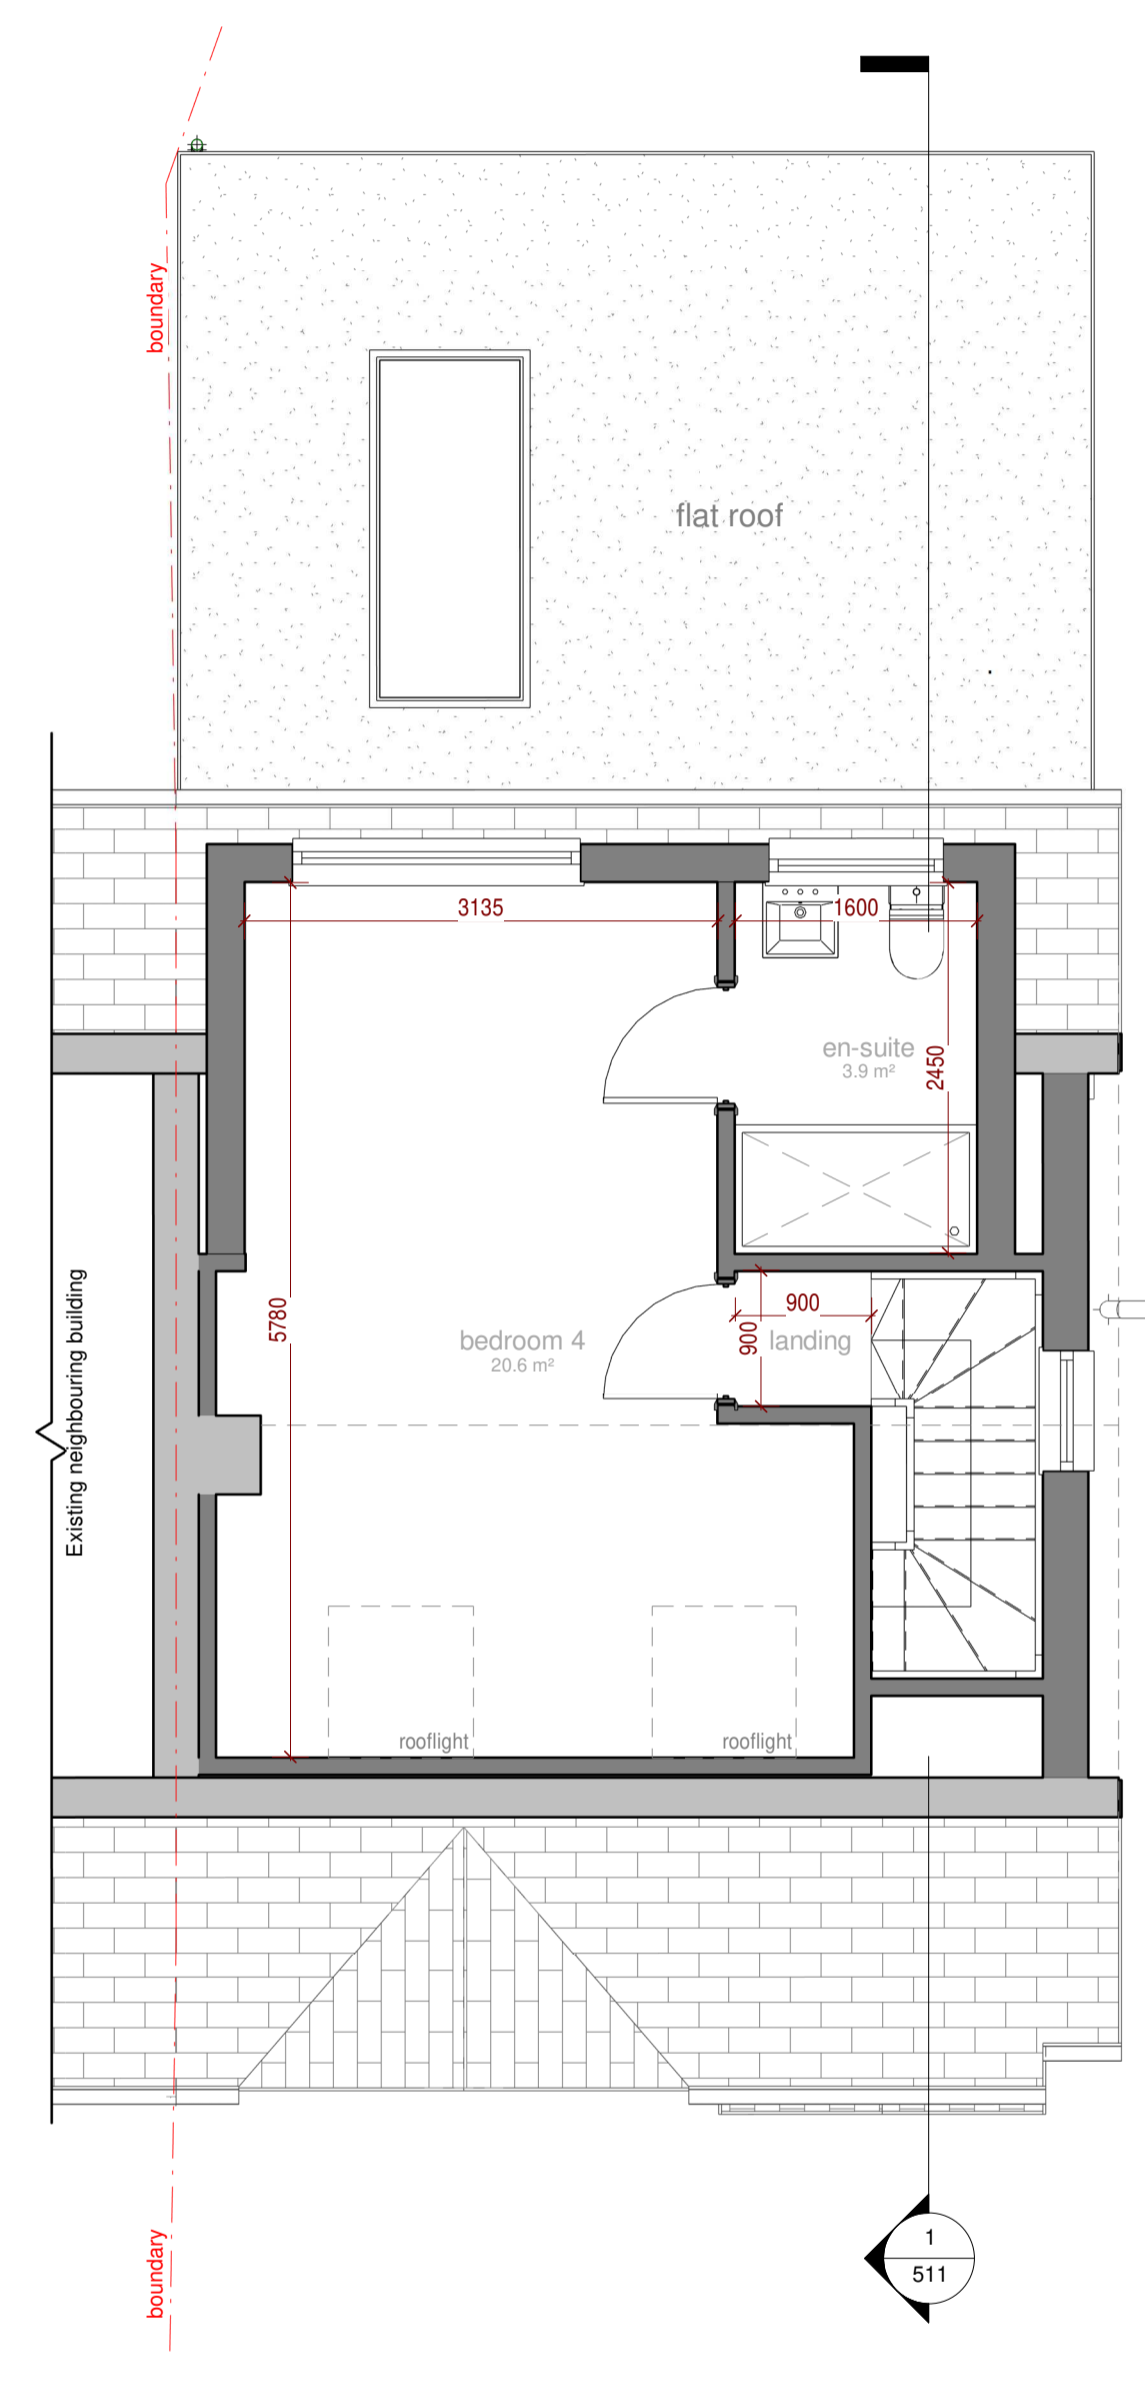 boundary
flat roof
3135
1600
en-suite
3.9 m²
2450
Existing neighbouring building
5780
bedroom 4
20.6 m²
900
900
landing
rooflight
rooflight
boundary
1
511